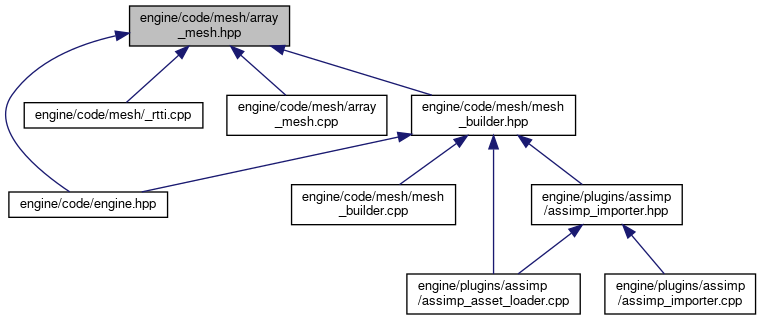 engine/code/mesh/array
_mesh.hpp
engine/code/mesh/_rtti.cpp
engine/code/mesh/array
_mesh.cpp
engine/code/mesh/mesh
_builder.hpp
engine/code/engine.hpp
engine/code/mesh/mesh
_builder.cpp
engine/plugins/assimp
/assimp_importer.hpp
engine/plugins/assimp
/assimp_asset_loader.cpp
engine/plugins/assimp
/assimp_importer.cpp